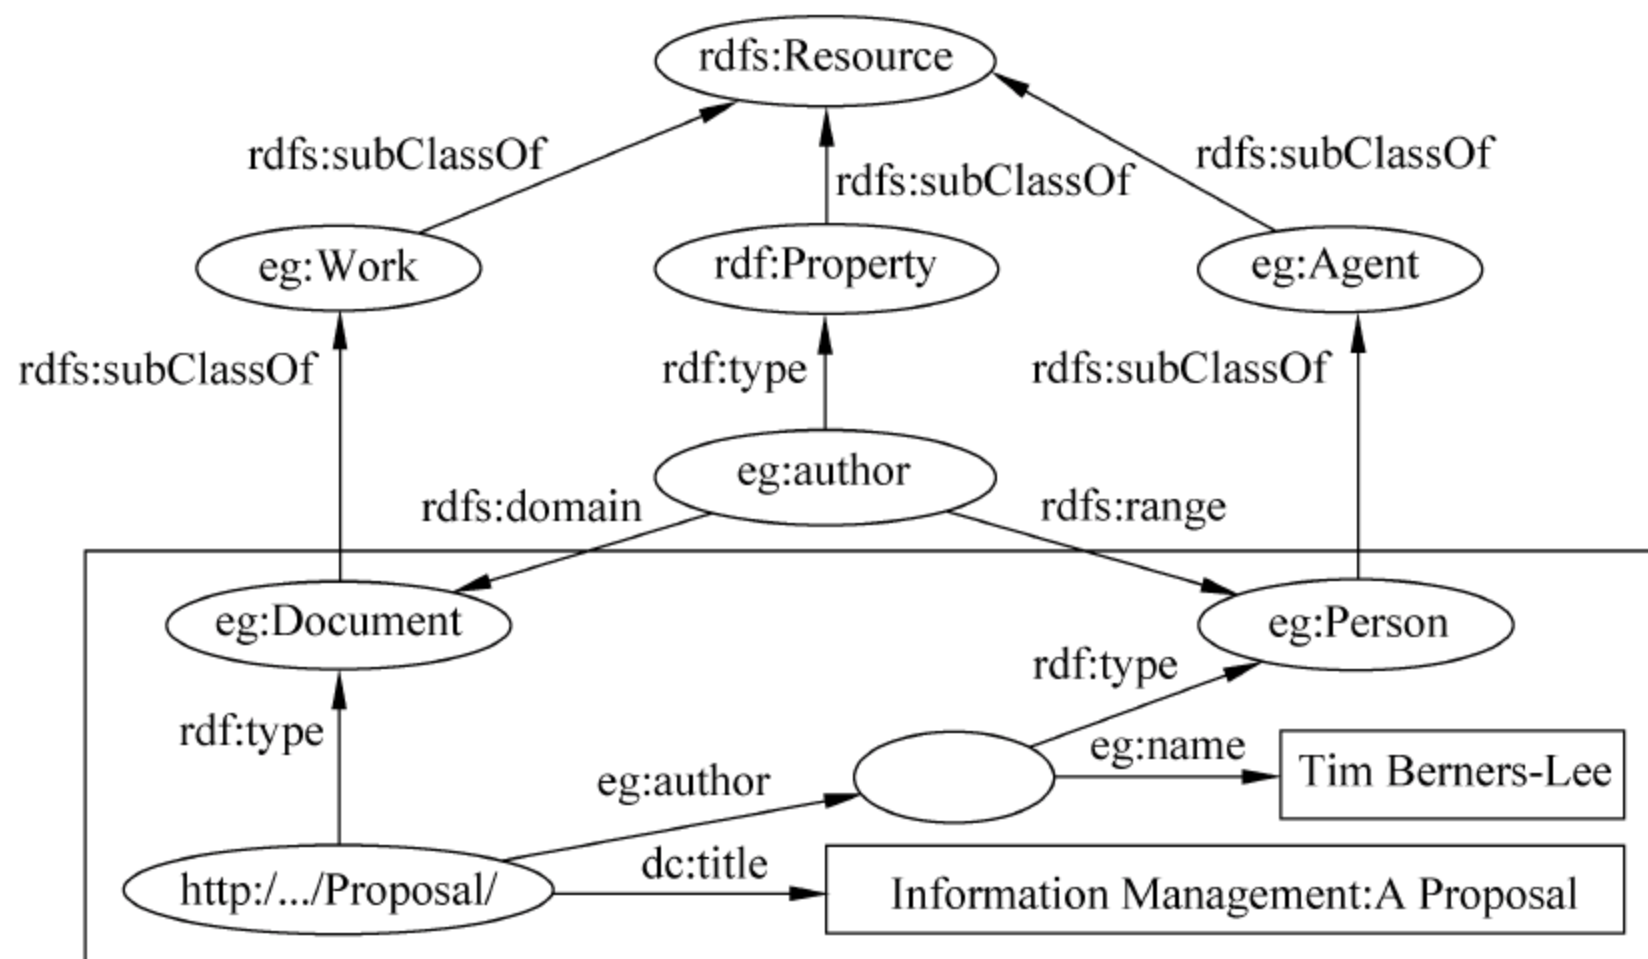 rdfs:Resource
rdfs:subClassOf
rdfs:subClassOf
rdfs:subClassOf
eg:Work
rdf:Property
eg:Agent
rdfs:subClassOf
rdf:type
rdfs:subClassOf
eg:author
rdfs:domain
rdfs:range
eg:Document
eg:Person
rdf:type
rdf:type
eg:name
Tim Berners-Lee
eg:author
dc:title
http:/.../Proposal/
Information Management:A Proposal